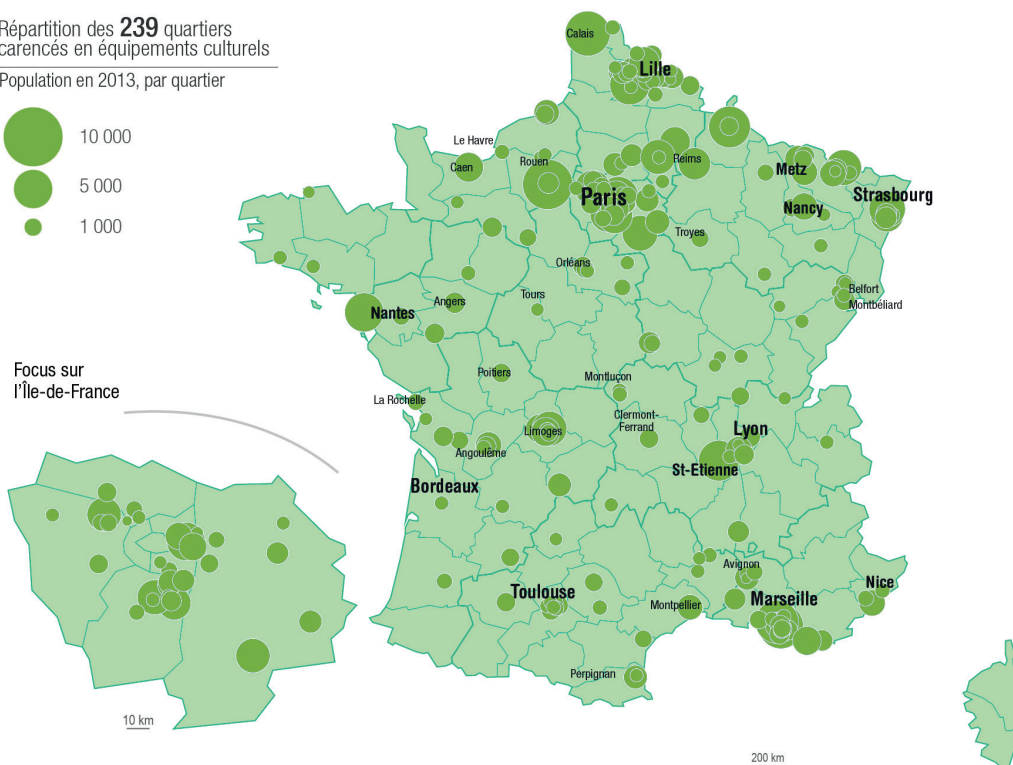 Répartition des 239 quartiers
carencés en équipements culturels
Population en 2013, par quartier
10 000
5 000
1 000
Calais
Lille
Le Havre
Caen
Rouen
Reims
Metz
Paris
Strasbourg
Nancy
Troyes
Orléans
Belfort
Montbéliard
Tours
Angers
Nantes
Focus sur
l'Île-de-France
Poitiers
Montluçon
La Rochelle
Clermont-
Ferrand
Limoges
Lyon
Angoulême
St-Etienne
Bordeaux
Avignon
Toulouse
Nice
Montpellier
Marseille
Perpignan
10 km
200 km